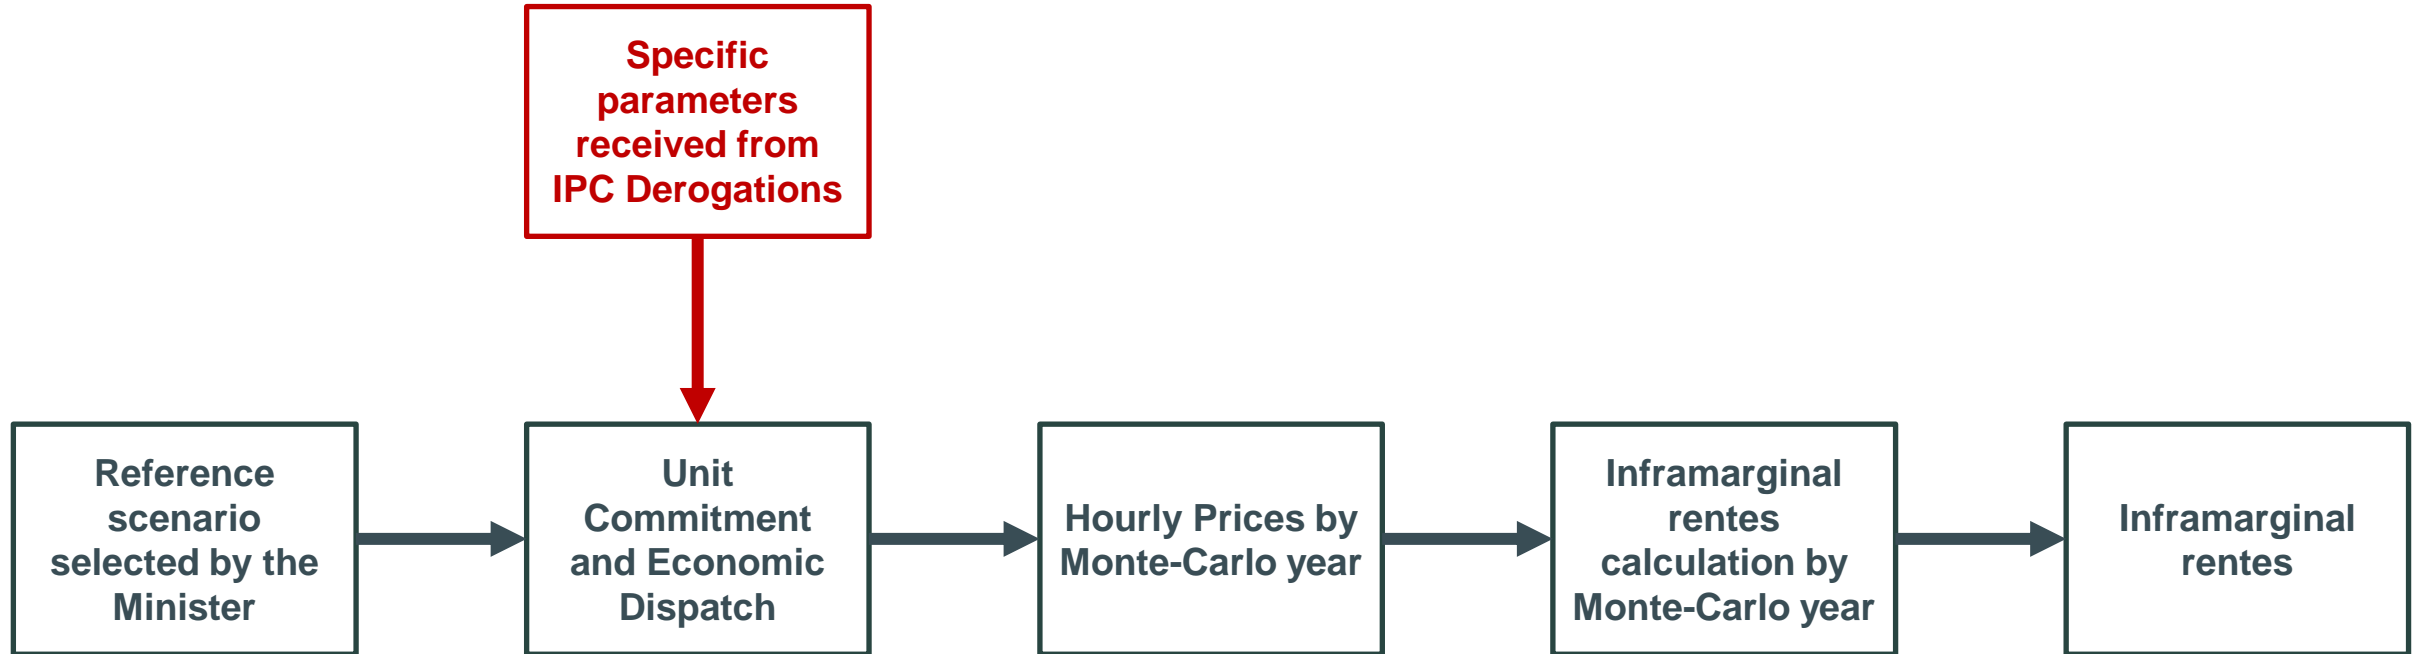 Specific
parameters
received from
IPC Derogations
Reference
scenario
selected by the
Minister
Unit
Commitment
and Economic
Dispatch
Hourly Prices by
Monte-Carlo year
Inframarginal
rentes
calculation by
Monte-Carlo year
Inframarginal
rentes